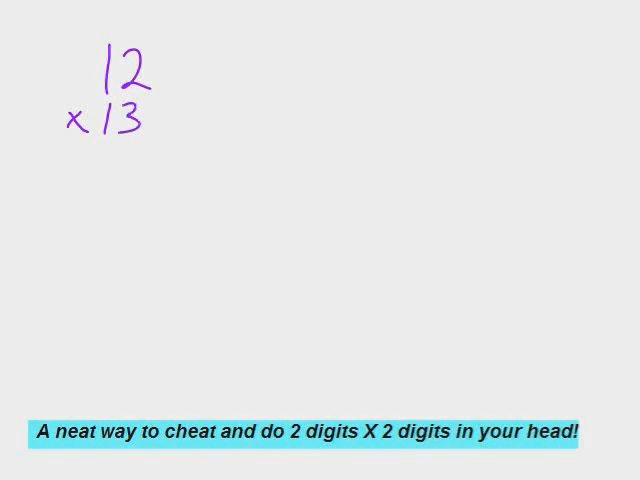 12
x 13
A neat way to cheat and do 2 digits X 2 digits in your head!